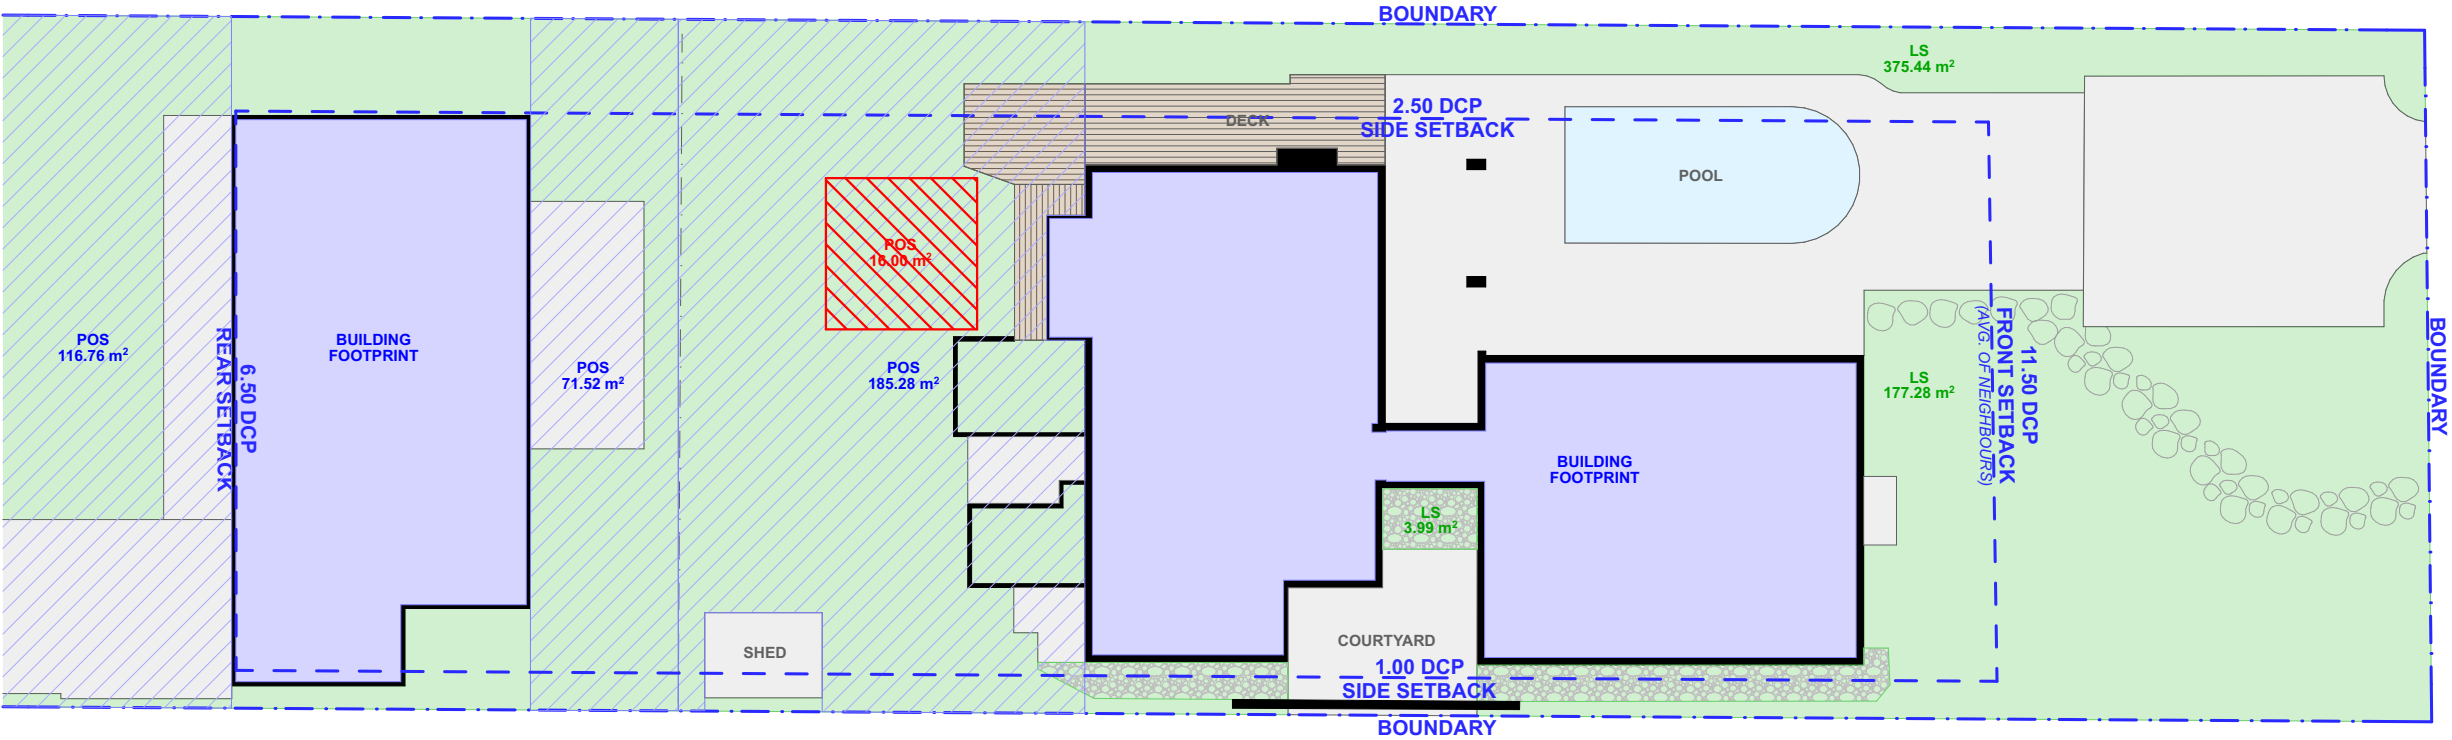 BOUNDARY
LS
375.44 m²
2.50 DCP
SIDE SETBACK
DECK
POOL
POS
16.00 m²
POS
116.76 m²
REAR SETBACK
6.50 DCP
BUILDING
FOOTPRINT
POS
71.52 m²
POS
185.28 m²
LS
177.28 m²
11.50 DCP
FRONT SETBACK
(AVG. OF NEIGHBOURS)
BOUNDARY
BUILDING
FOOTPRINT
LS
3.99 m²
SHED
COURTYARD
1.00 DCP
SIDE SETBACK
BOUNDARY